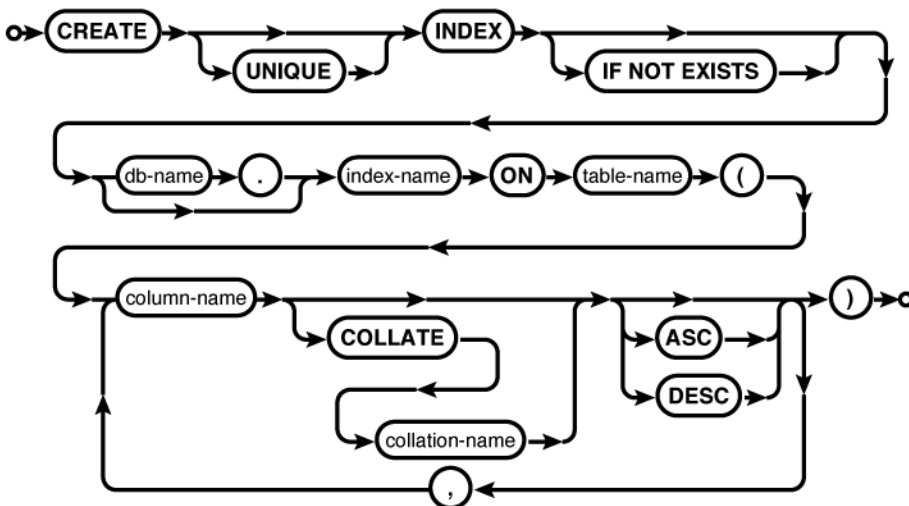 CREATE INDEX
UNIQUE IF NOT EXISTS
db-name . index-name ON table-name (
column-name )
COLLATE ASC
DESC
collation-name
,